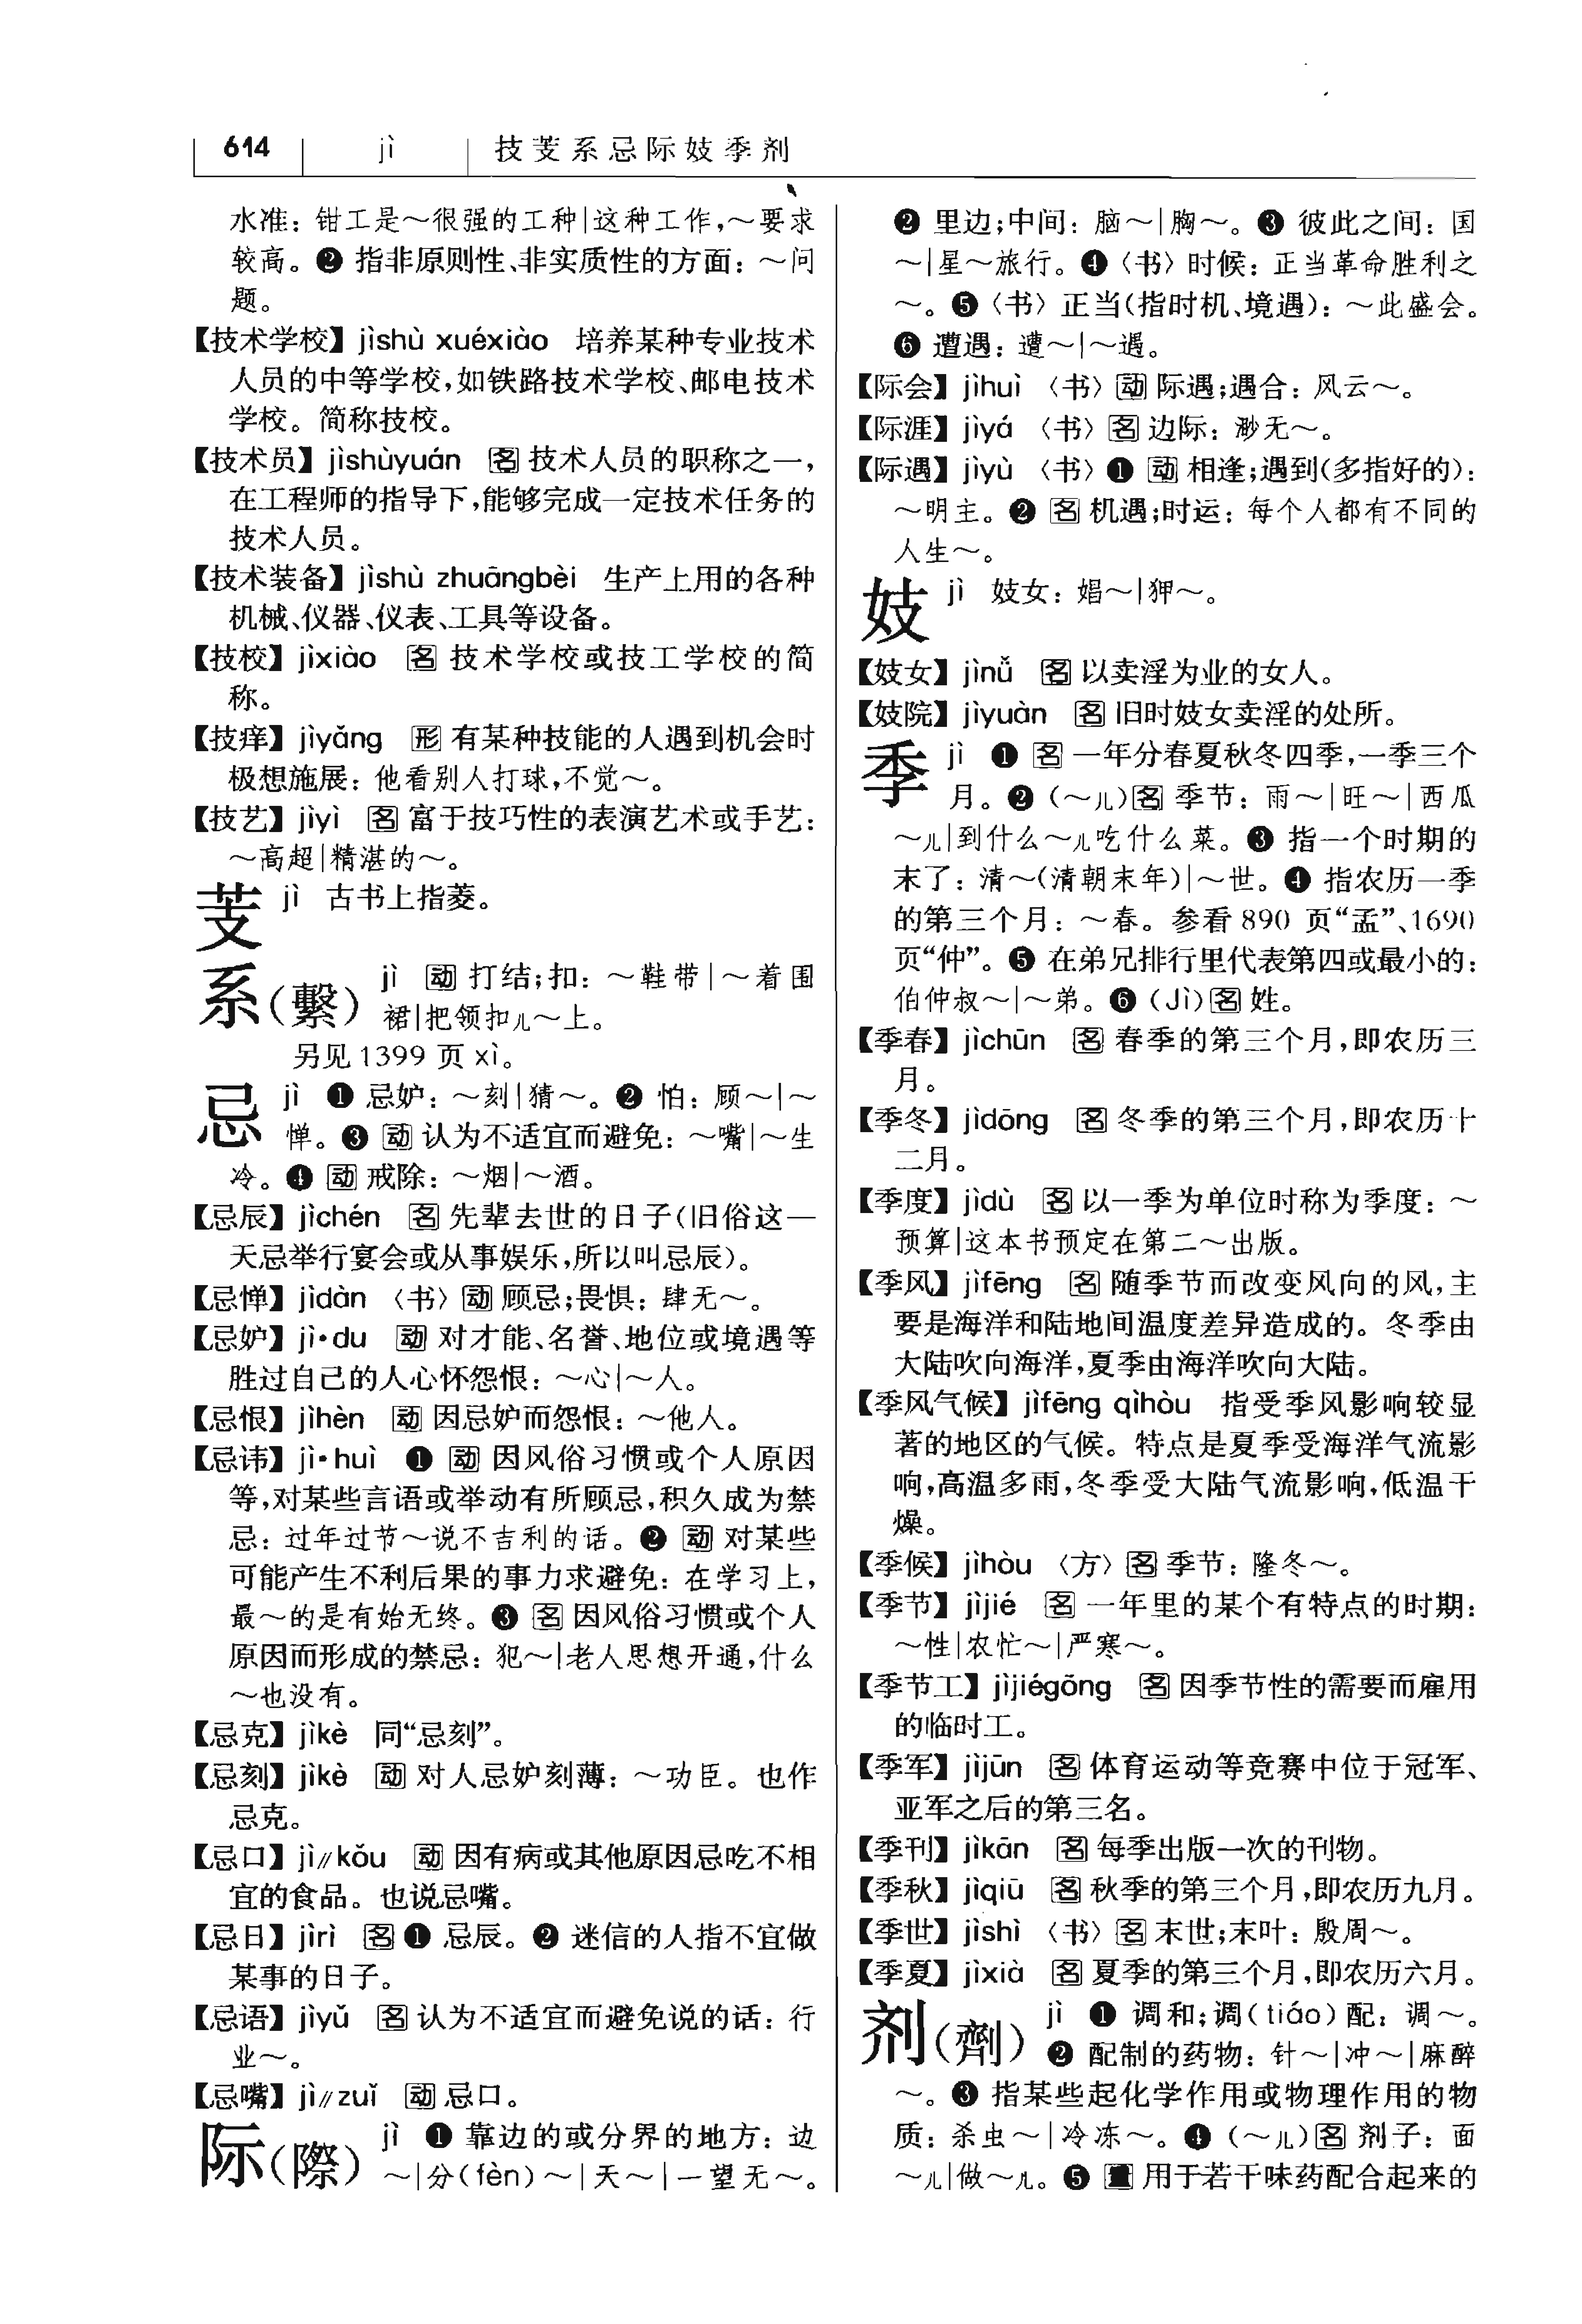 614 jì 技芰系忌际妓季剂
水准：钳工是～很强的工种|这种工作，～要求
较高。❷ 指非原则性、非实质性的方面：～问
题。
【技术学校】jìshù xuéxiào 培养某种专业技术
人员的中等学校，如铁路技术学校、邮电技术
学校。简称技校。
【技术员】jìshùyuán 名 技术人员的职称之一，
在工程师的指导下，能够完成一定技术任务的
技术人员。
【技术装备】jìshù zhuāngbèi 生产上用的各种
机械、仪器、仪表、工具等设备。
【技校】jìxiào 名 技术学校或技工学校的简
称。
【技痒】jìyǎng 形 有某种技能的人遇到机会时
极想施展：他看别人打球，不觉～。
【技艺】jìyì 名 富于技巧性的表演艺术或手艺：
～高超|精湛的～。
芰 jì 古书上指菱。
系（繫） jì 动 打结；扣：～鞋带|～着围
裙|把领扣儿～上。
另见1399 页 xì。
忌 jì ❶ 忌妒：～刻|猜～。❷ 怕：顾～|～
惮。❸ 动 认为不适宜而避免：～嘴|～生
冷。❹ 动 戒除：～烟|～酒。
【忌辰】jìchén 名 先辈去世的日子（旧俗这一
天忌举行宴会或从事娱乐，所以叫忌辰）。
【忌惮】jìdàn 〈书〉动 顾忌；畏惧：肆无～。
【忌妒】jì•du 动 对才能、名誉、地位或境遇等
胜过自己的人心怀怨恨：～心|～人。
【忌恨】jìhèn 动 因忌妒而怨恨：～他人。
【忌讳】jì•huì ❶ 动 因风俗习惯或个人原因
等，对某些言语或举动有所顾忌，积久成为禁
忌：过年过节～说不吉利的话。❷ 动 对某些
可能产生不利后果的事力求避免：在学习上，
最～的是有始无终。❸ 名 因风俗习惯或个人
原因而形成的禁忌：犯～|老人思想开通，什么
～也没有。
【忌克】jìkè 同“忌刻”。
【忌刻】jìkè 动 对人忌妒刻薄：～功臣。也作
忌克。
【忌口】jì∥kǒu 动 因有病或其他原因忌吃不相
宜的食品。也说忌嘴。
【忌日】jìrì 名 ❶ 忌辰。❷ 迷信的人指不宜做
某事的日子。
【忌语】jìyǔ 名 认为不适宜而避免说的话：行
业～。
【忌嘴】jì∥zuǐ 动 忌口。
际（際） jì ❶ 靠边的或分界的地方：边
～|分（fèn）～|天～|一望无～。
❷ 里边；中间：脑～|胸～。❸ 彼此之间：国
～|星～旅行。❹〈书〉时候：正当革命胜利之
～。❺〈书〉正当（指时机、境遇）：～此盛会。
❻ 遭遇：遭～|～遇。
【际会】jìhuì 〈书〉动 际遇；遇合：风云～。
【际涯】jìyá 〈书〉名 边际：渺无～。
【际遇】jìyù 〈书〉❶ 动 相逢；遇到（多指好的）：
～明主。❷ 名 机遇；时运：每个人都有不同的
人生～。
妓 jì 妓女：娼～|狎～。
【妓女】jìnǚ 名 以卖淫为业的女人。
【妓院】jìyuàn 名 旧时妓女卖淫的处所。
季 jì ❶ 名 一年分春夏秋冬四季，一季三个
月。❷（～儿）名 季节：雨～|旺～|西瓜
～儿|到什么～儿吃什么菜。❸ 指一个时期的
末了：清～（清朝末年）|～世。❹ 指农历一季
的第三个月：～春。参看890 页“孟”、1690
页“仲”。❺ 在弟兄排行里代表第四或最小的：
伯仲叔～|～弟。❻（Jì）名 姓。
【季春】jìchūn 名 春季的第三个月，即农历三
月。
【季冬】jìdōng 名 冬季的第三个月，即农历十
二月。
【季度】jìdù 名 以一季为单位时称为季度：～
预算|这本书预定在第二～出版。
【季风】jìfēng 名 随季节而改变风向的风，主
要是海洋和陆地间温度差异造成的。冬季由
大陆吹向海洋，夏季由海洋吹向大陆。
【季风气候】jìfēng qìhòu 指受季风影响较显
著的地区的气候。特点是夏季受海洋气流影
响，高温多雨，冬季受大陆气流影响，低温干
燥。
【季候】jìhòu 〈方〉名 季节：隆冬～。
【季节】jìjié 名 一年里的某个有特点的时期：
～性|农忙～|严寒～。
【季节工】jìjiégōng 名 因季节性的需要而雇用
的临时工。
【季军】jìjūn 名 体育运动等竞赛中位于冠军、
亚军之后的第三名。
【季刊】jìkān 名 每季出版一次的刊物。
【季秋】jìqiū 名 秋季的第三个月，即农历九月。
【季世】jìshì 〈书〉名 末世；末叶：殷周～。
【季夏】jìxià 名 夏季的第三个月，即农历六月。
剂（劑） jì ❶ 调和；调（tiáo）配：调～。
❷ 配制的药物：针～|冲～|麻醉
～。❸ 指某些起化学作用或物理作用的物
质：杀虫～|冷冻～。❹（～儿）名 剂子：面
～儿|做～儿。❺ 量 用于若干味药配合起来的